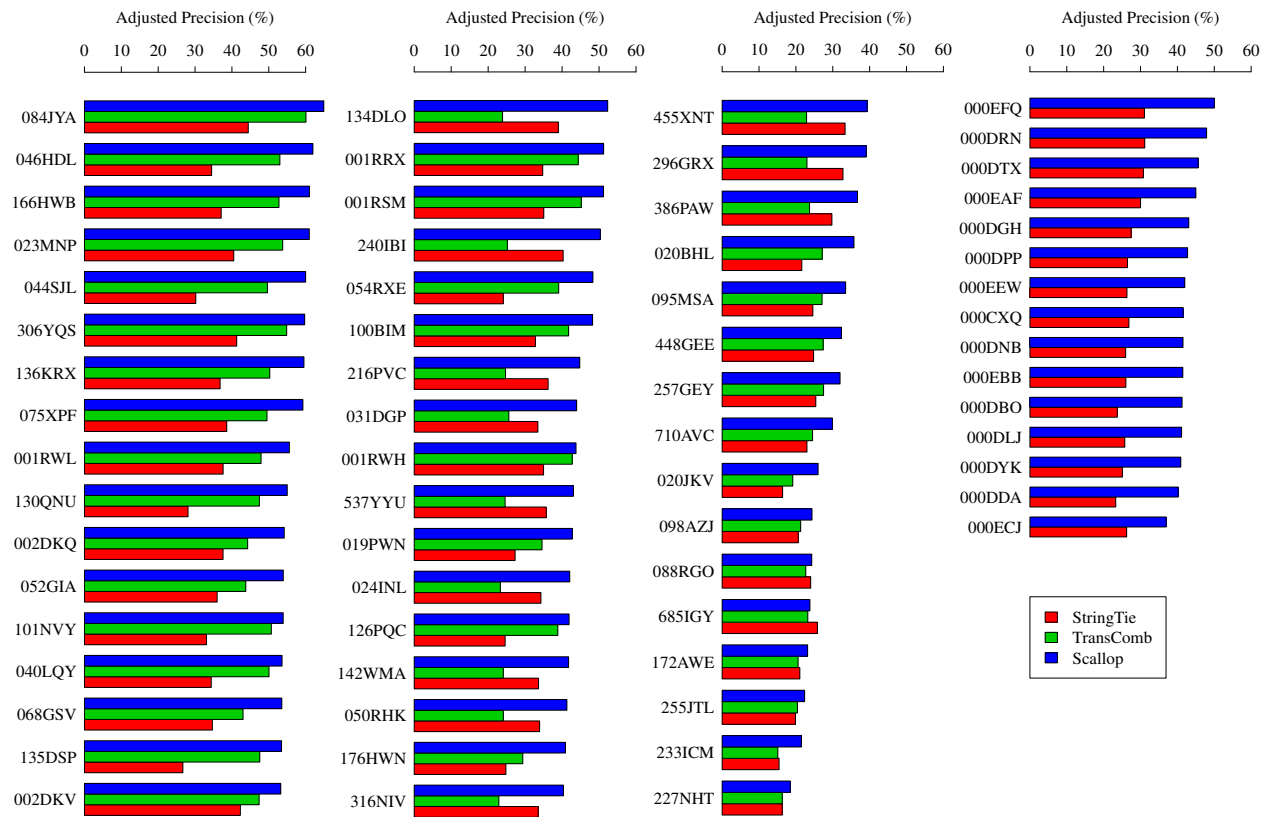 Adjusted Precision (%)
0 10 20 30 40 50 60
084JYA
046HDL
166HWB
023MNP
044SJL
306YQS
136KRX
075XPF
001RWL
130QNU
002DKQ
052GIA
101NVY
040LQY
068GSV
135DSP
002DKV
Adjusted Precision (%)
0 10 20 30 40 50 60
134DLO
001RRX
001RSM
240IBI
054RXE
100BIM
216PVC
031DGP
001RWH
537YYU
019PWN
024INL
126PQC
142WMA
050RHK
176HWN
316NIV
Adjusted Precision (%)
0 10 20 30 40 50 60
455XNT
296GRX
386PAW
020BHL
095MSA
448GEE
257GEY
710AVC
020JKV
098AZJ
088RGO
685IGY
172AWE
255JTL
233ICM
227NHT
Adjusted Precision (%)
0 10 20 30 40 50 60
000EFQ
000DRN
000DTX
000EAF
000DGH
000DPP
000EEW
000CXQ
000DNB
000EBB
000DBO
000DLJ
000DYK
000DDA
000ECJ
StringTie
TransComb
Scallop